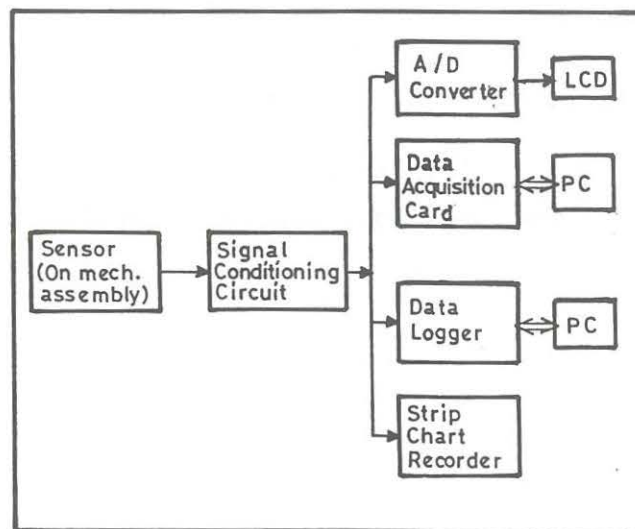 Sensor
(On mech.
assembly)
Signal
Conditioning
Circuit
A/D
Converter
LCD
Data
Acquisition
Card
PC
Data
Logger
PC
Strip
Chart
Recorder